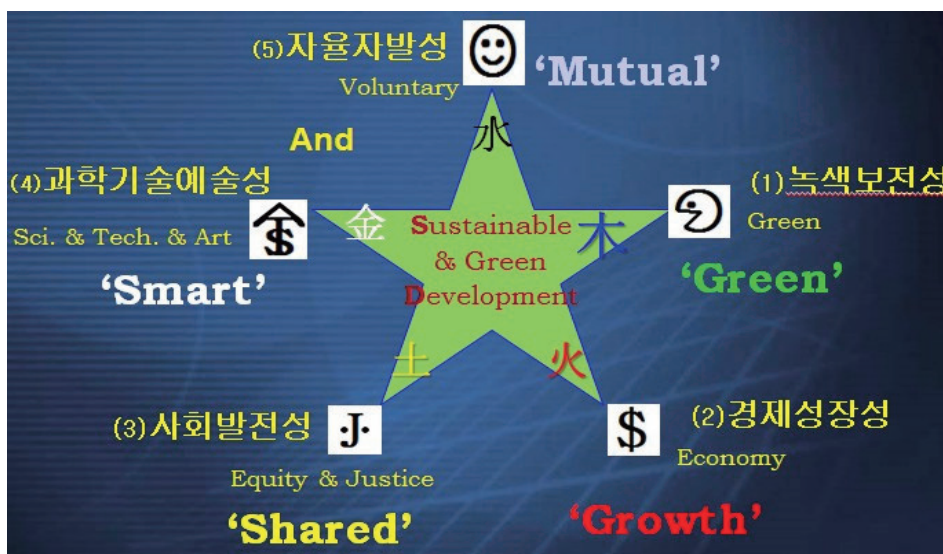 (5)자율자발성
Voluntary
‘Mutual’
水
And
(4)과학기술예술성
Sci. & Tech. & Art
‘Smart’
金
Sustainable
& Green
Development
木
(1)녹색보전성
Green
‘Green’
土
火
(3)사회발전성
·J·
Equity & Justice
‘Shared’
$
(2)경제성장성
Economy
‘Growth’